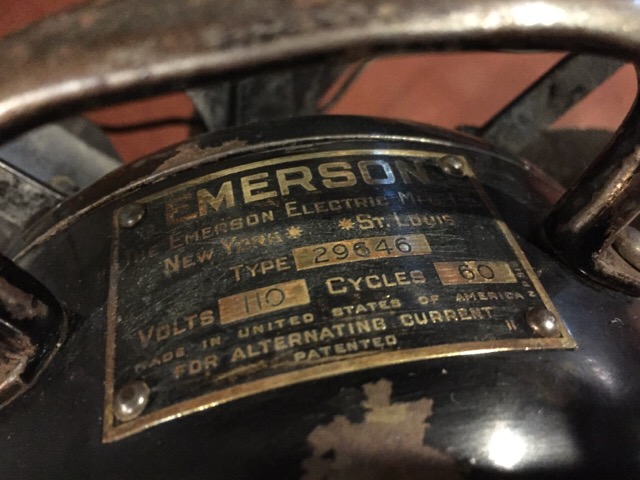 EMERSON
THE EMERSON ELECTRIC MFG.
NEW YORK * * ST. LOUIS
TYPE 29646
VOLTS 110 CYCLES 60
MADE IN UNITED STATES OF AMERICA
FOR ALTERNATING CURRENT
PATENTED